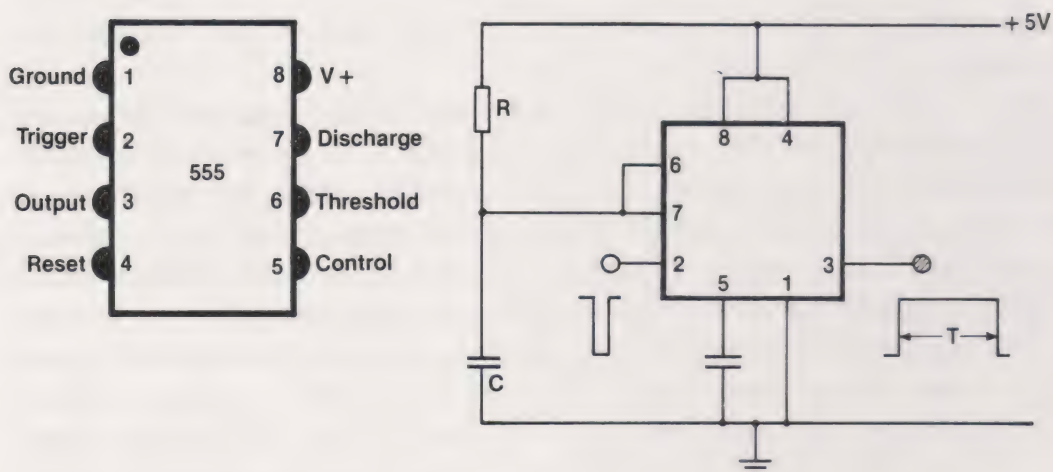 Ground 1 8 V +
Trigger 2 7 Discharge
555
Output 3 6 Threshold
Reset 4 5 Control
+ 5V
R
8 4
6
7
2 3
5 1
T
C